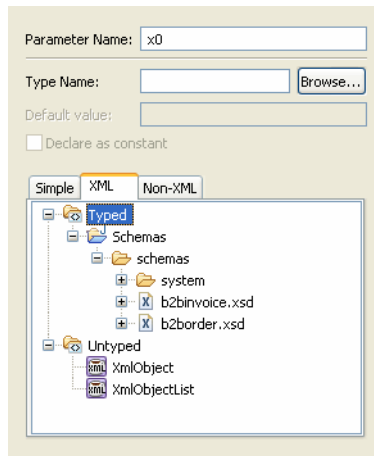 Parameter Name: x0
Type Name: Browse...
Default value:
Declare as constant
Simple XML Non-XML
Typed
Schemas
schemas
system
b2binvoice.xsd
b2border.xsd
Untyped
XmlObject
XmlObjectList